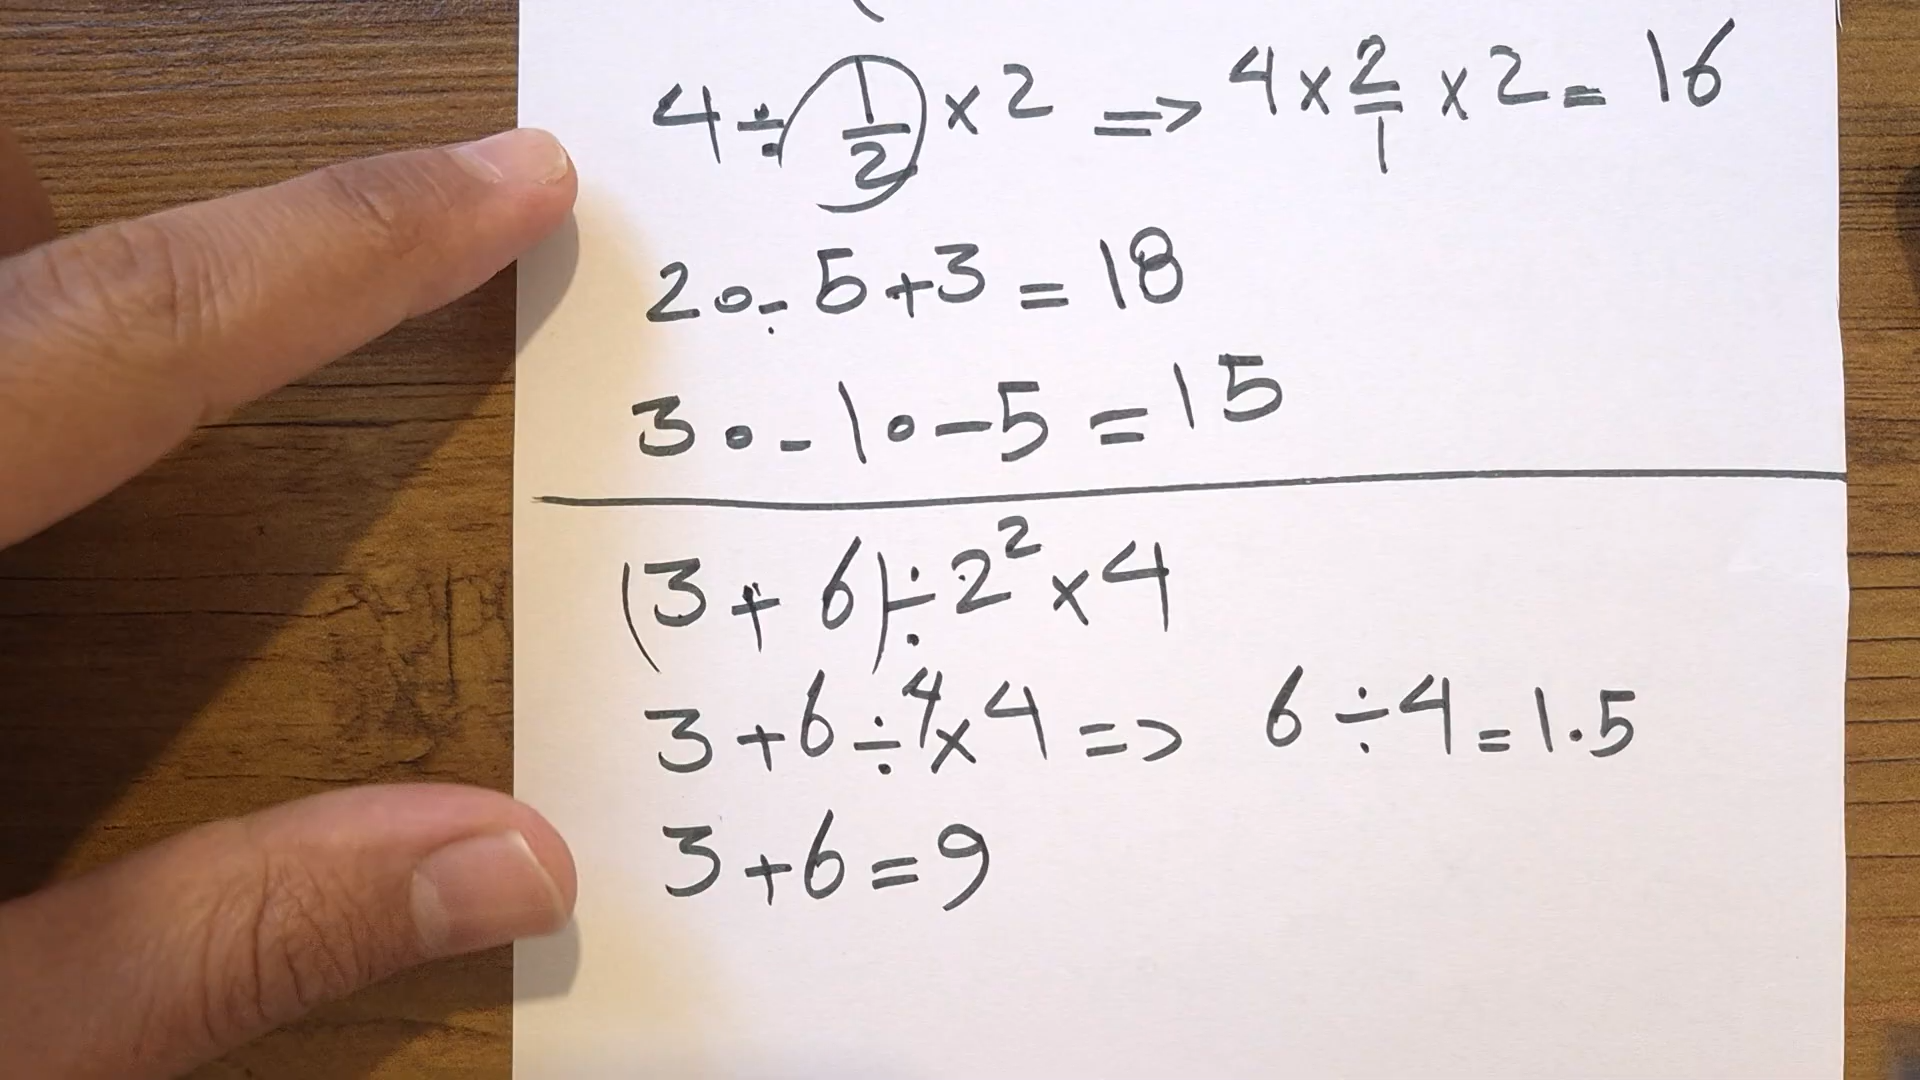 4 ÷ 1/2 × 2 => 4 × 2/1 × 2 = 16
20 - 5 + 3 = 18
30 - 10 - 5 = 15
(3 + 6) ÷ 2² × 4
3 + 6 ÷ 4 × 4 => 6 ÷ 4 = 1.5
3 + 6 = 9